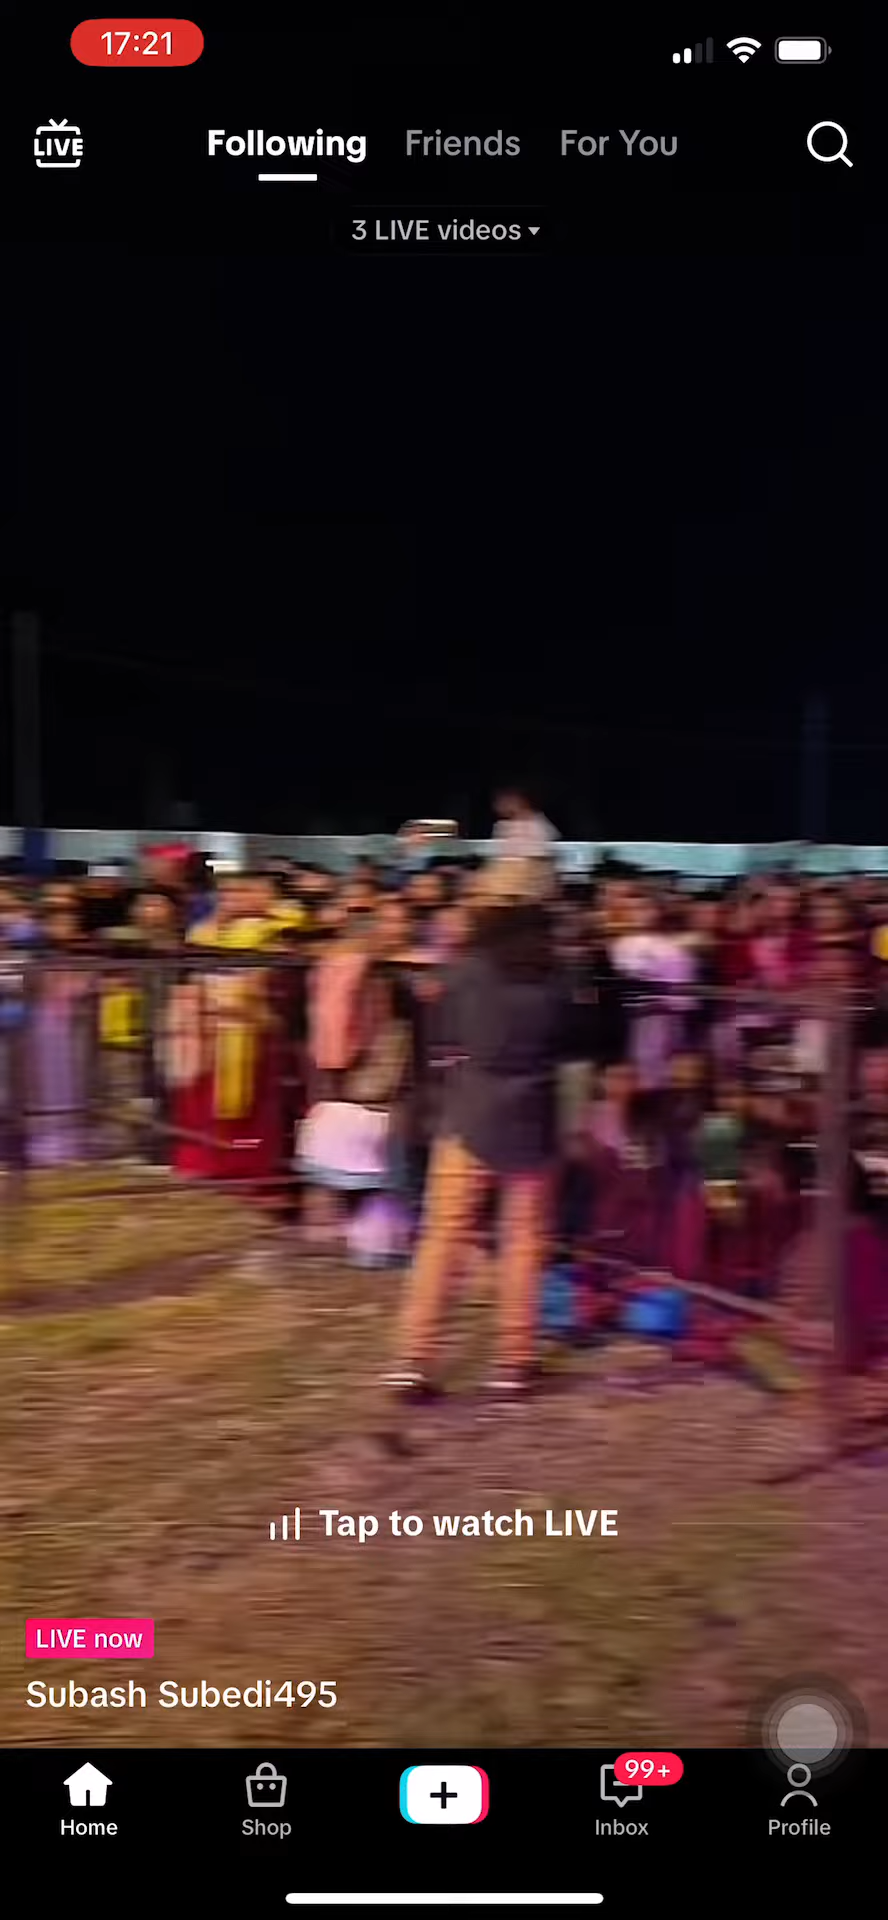 17:21
LIVE
Following Friends For You
3 LIVE videos
Tap to watch LIVE
LIVE now
Subash Subedi495
99+
Home Shop Inbox Profile